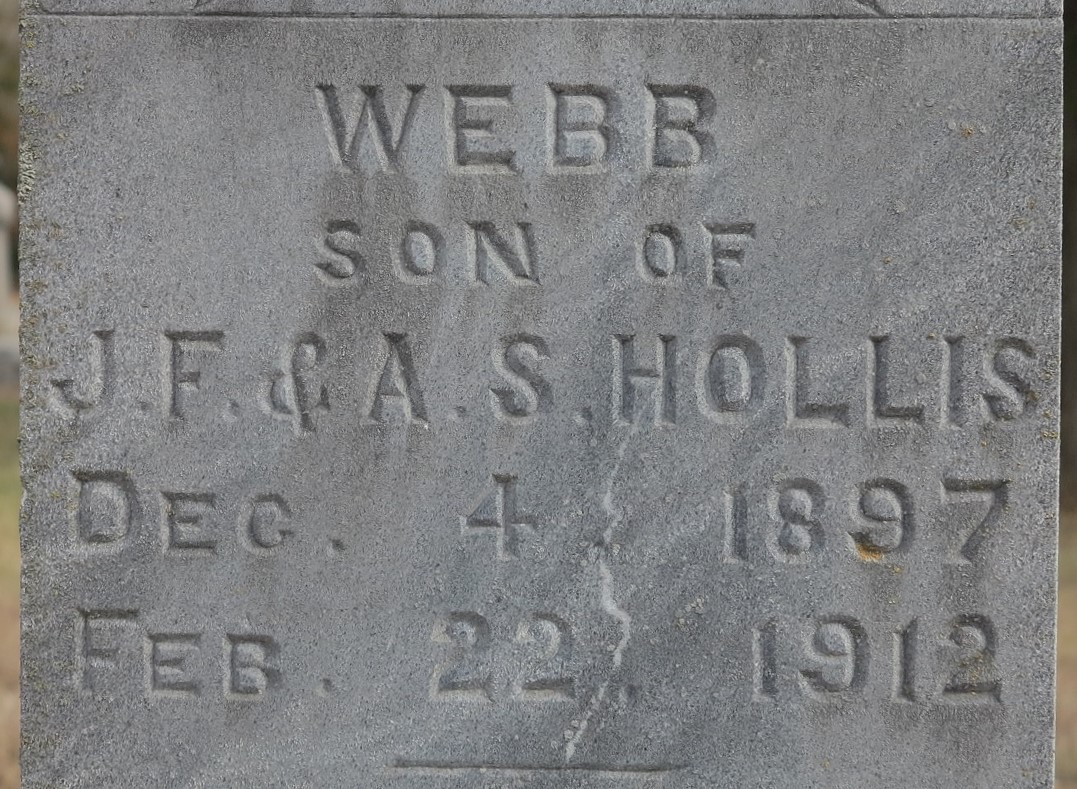 WEBB
SON OF
J.F. & A.S. HOLLIS
DEC. 4. 1897
FEB. 22. 1912